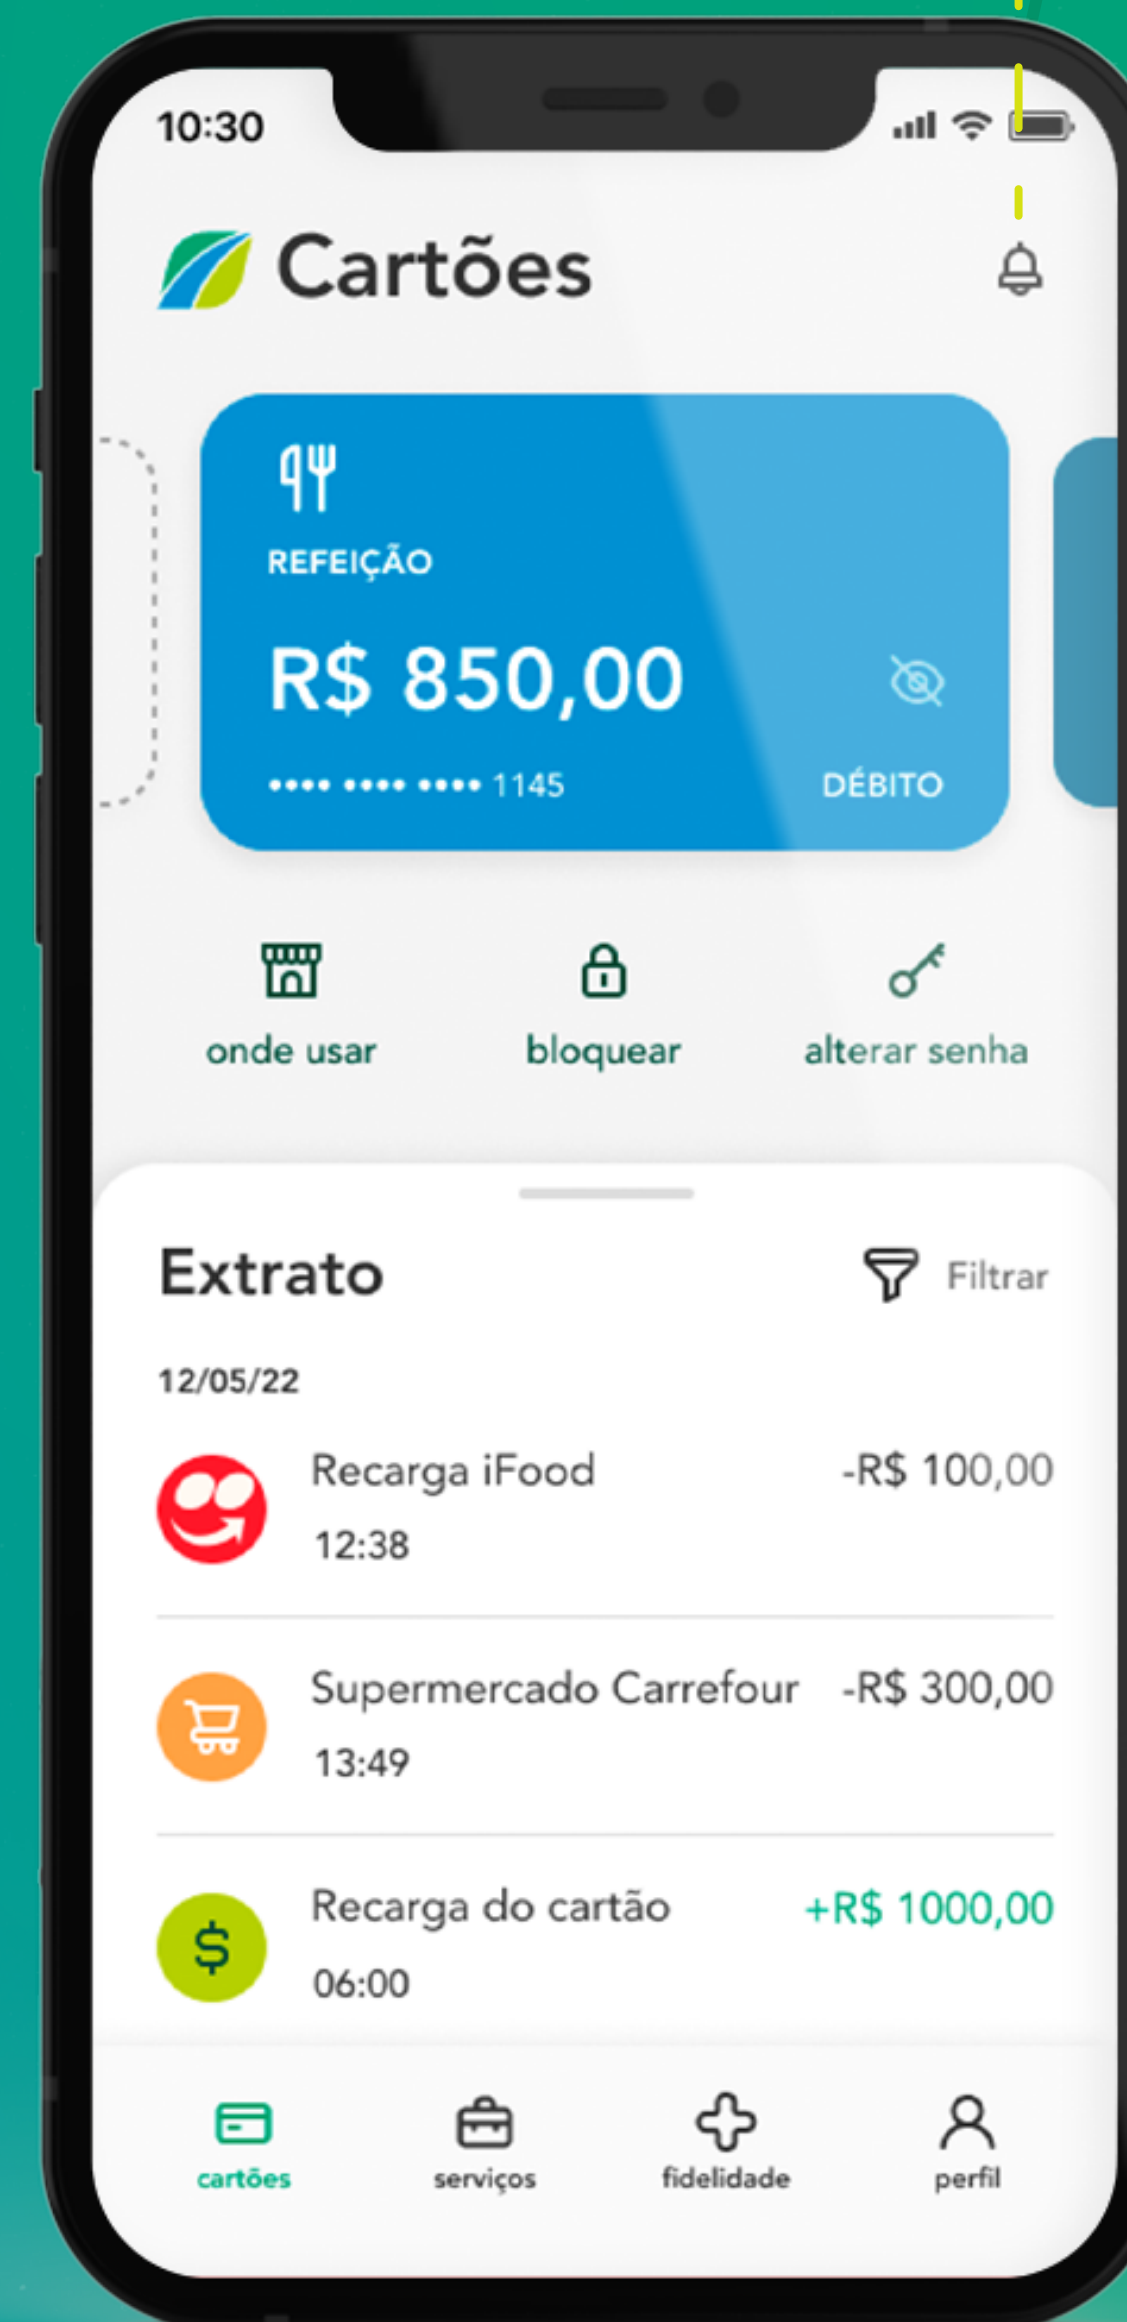 10:30
Cartões
REFEIÇÃO
R$ 850,00
•••• •••• •••• 1145 DÉBITO
onde usar bloquear alterar senha
Extrato Filtrar
12/05/22
Recarga iFood -R$ 100,00
12:38
Supermercado Carrefour -R$ 300,00
13:49
$
Recarga do cartão +R$ 1000,00
06:00
cartões serviços fidelidade perfil